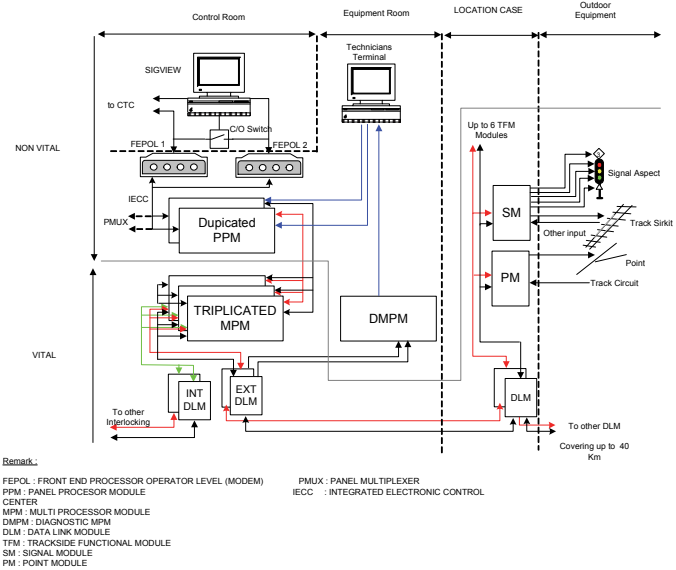 Control Room
Equipment Room
LOCATION CASE
Outdoor
Equipment
SIGVIEW
Technicians
Terminal
to CTC
C/O Switch
FEPOL 1
FEPOL 2
NON VITAL
Up to 6 TFM
Modules
Signal Aspect
IECC
PMUX
Dupicated
PPM
SM
Other input
Track Sirkit
Point
PM
Track Circuit
TRIPLICATED
MPM
DMPM
VITAL
INT
DLM
EXT
DLM
DLM
To other
Interlocking
To other DLM
Covering up to 40
Km
Remark :
FEPOL : FRONT END PROCESSOR OPERATOR LEVEL (MODEM) PMUX : PANEL MULTIPLEXER
PPM : PANEL PROCESOR MODULE IECC : INTEGRATED ELECTRONIC CONTROL
CENTER
MPM : MULTI PROCESSOR MODULE
DMPM : DIAGNOSTIC MPM
DLM : DATA LINK MODULE
TFM : TRACKSIDE FUNCTIONAL MODULE
SM : SIGNAL MODULE
PM : POINT MODULE